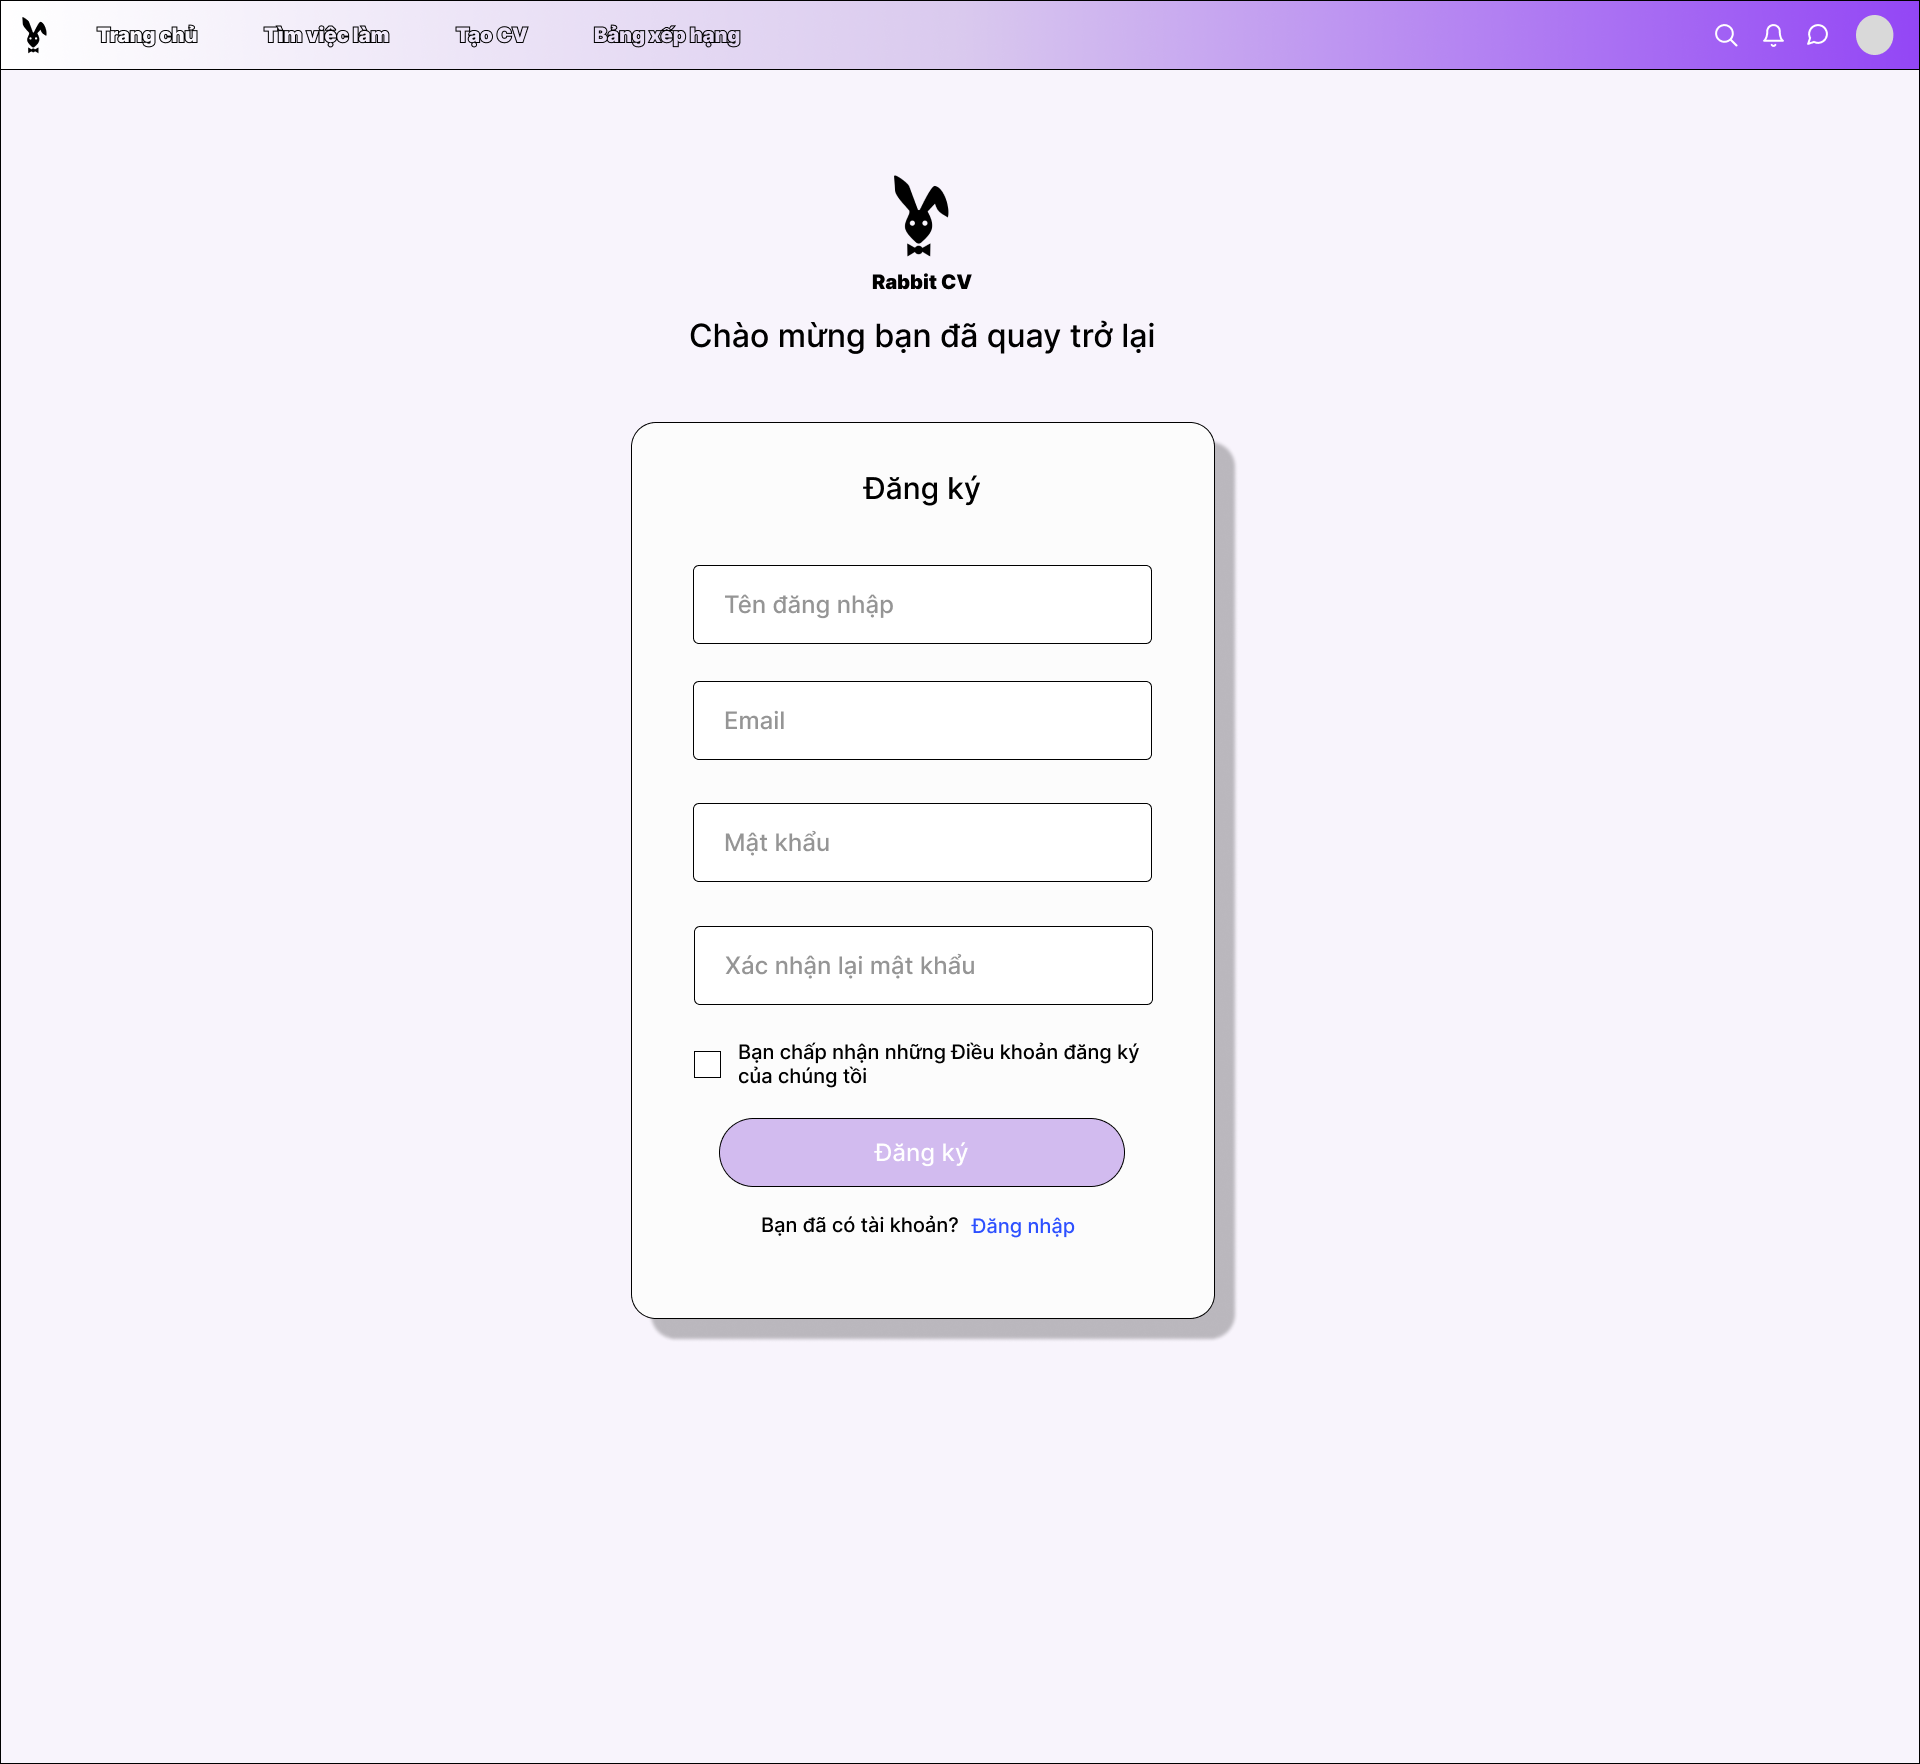 Trang chủ
Tìm việc làm
Tạo CV
Bảng xếp hạng
Rabbit CV
Chào mừng bạn đã quay trở lại
Đăng ký
Tên đăng nhập
Email
Mật khẩu
Xác nhận lại mật khẩu
Bạn chấp nhận những Điều khoản đăng ký
của chúng tồi
Đăng ký
Bạn đã có tài khoản? Đăng nhập